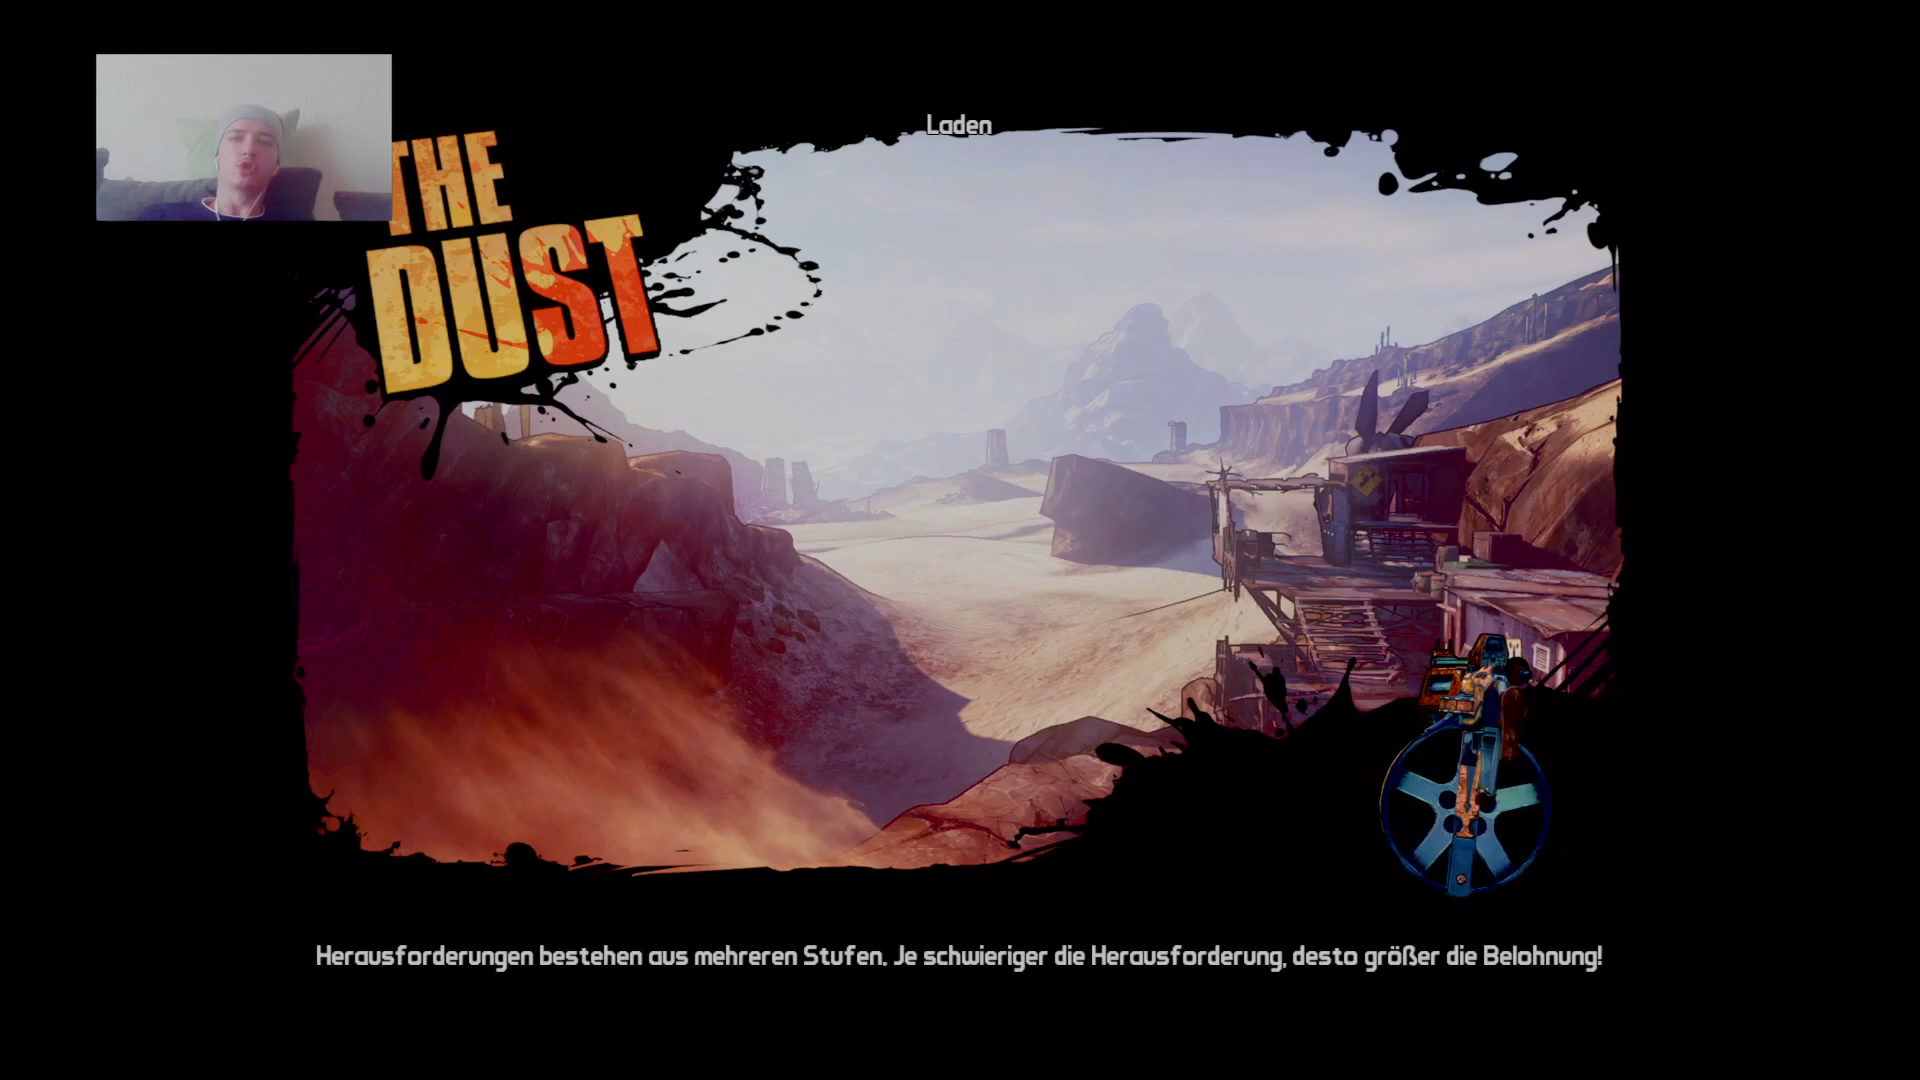 Laden
THE
DUST
Herausforderungen bestehen aus mehreren Stufen. Je schwieriger die Herausforderung, desto größer die Belohnung!